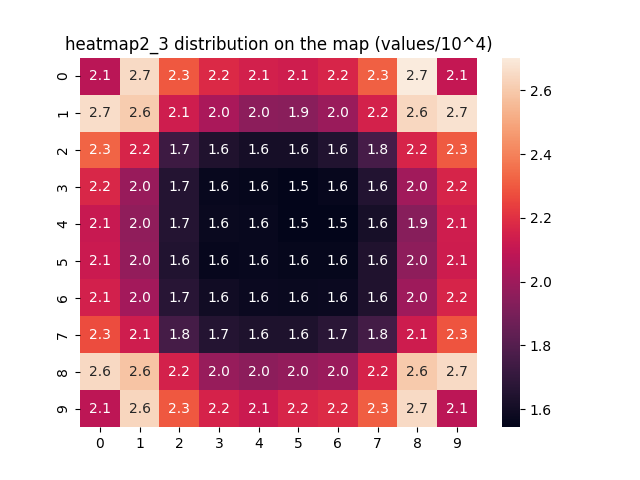 heatmap2_3 distribution on the map (values/10^4)
0 2.1 2.7 2.3 2.2 2.1 2.1 2.2 2.3 2.7 2.1
1 2.7 2.6 2.1 2.0 2.0 1.9 2.0 2.2 2.6 2.7
2 2.3 2.2 1.7 1.6 1.6 1.6 1.6 1.8 2.2 2.3
3 2.2 2.0 1.7 1.6 1.6 1.5 1.6 1.6 2.0 2.2
4 2.1 2.0 1.7 1.6 1.6 1.5 1.5 1.6 1.9 2.1
5 2.1 2.0 1.6 1.6 1.6 1.6 1.6 1.6 2.0 2.1
6 2.1 2.0 1.7 1.6 1.6 1.6 1.6 1.6 2.0 2.2
7 2.3 2.1 1.8 1.7 1.6 1.6 1.7 1.8 2.1 2.3
8 2.6 2.6 2.2 2.0 2.0 2.0 2.0 2.2 2.6 2.7
9 2.1 2.6 2.3 2.2 2.1 2.2 2.2 2.3 2.7 2.1
0 1 2 3 4 5 6 7 8 9
2.6
2.4
2.2
2.0
1.8
1.6